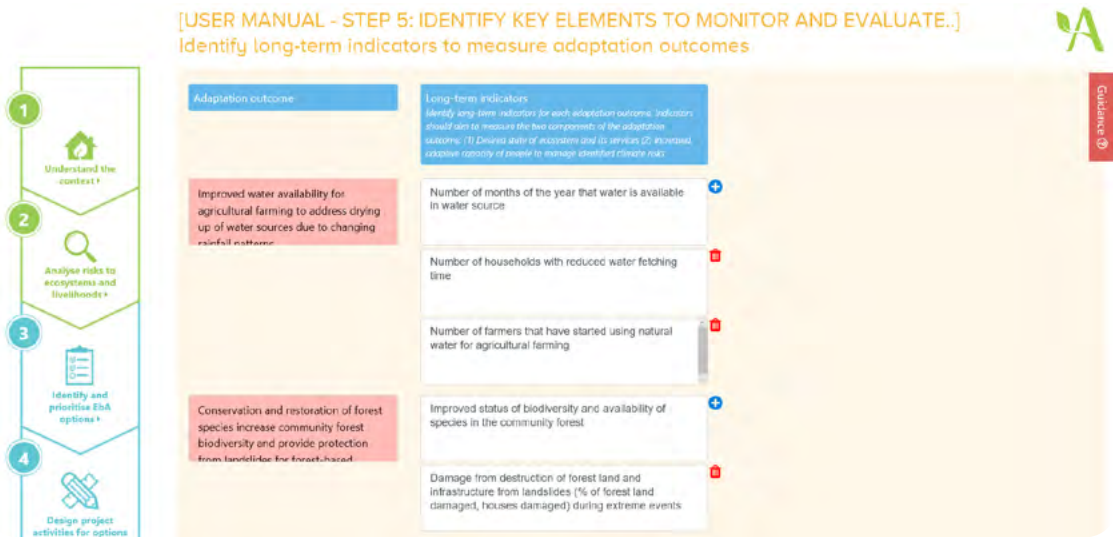 [USER MANUAL - STEP 5: IDENTIFY KEY ELEMENTS TO MONITOR AND EVALUATE..]
Identify long-term indicators to measure adaptation outcomes
Guidance ?
1
Understand the
context ›
2
Analyse risks to
ecosystems and
livelihoods ›
3
Identify and
prioritise EbA
options ›
4
Design project
activities for options
Adaptation outcome
Long-term indicators
Identify long-term indicators for each adaptation outcome. Indicators
should aim to measure the two components of the adaptation
outcome: (1) Desired state of ecosystem and its services (2) Increased
adaptive capacity of people to manage identified climate risks
Improved water availability for
agricultural farming to address drying
up of water sources due to changing
rainfall patterns
Number of months of the year that water is available
in water source
Number of households with reduced water fetching
time
Number of farmers that have started using natural
water for agricultural farming
Conservation and restoration of forest
species increase community forest
biodiversity and provide protection
from landslides for forest-based
Improved status of biodiversity and availability of
species in the community forest
Damage from destruction of forest land and
infrastructure from landslides (% of forest land
damaged, houses damaged) during extreme events